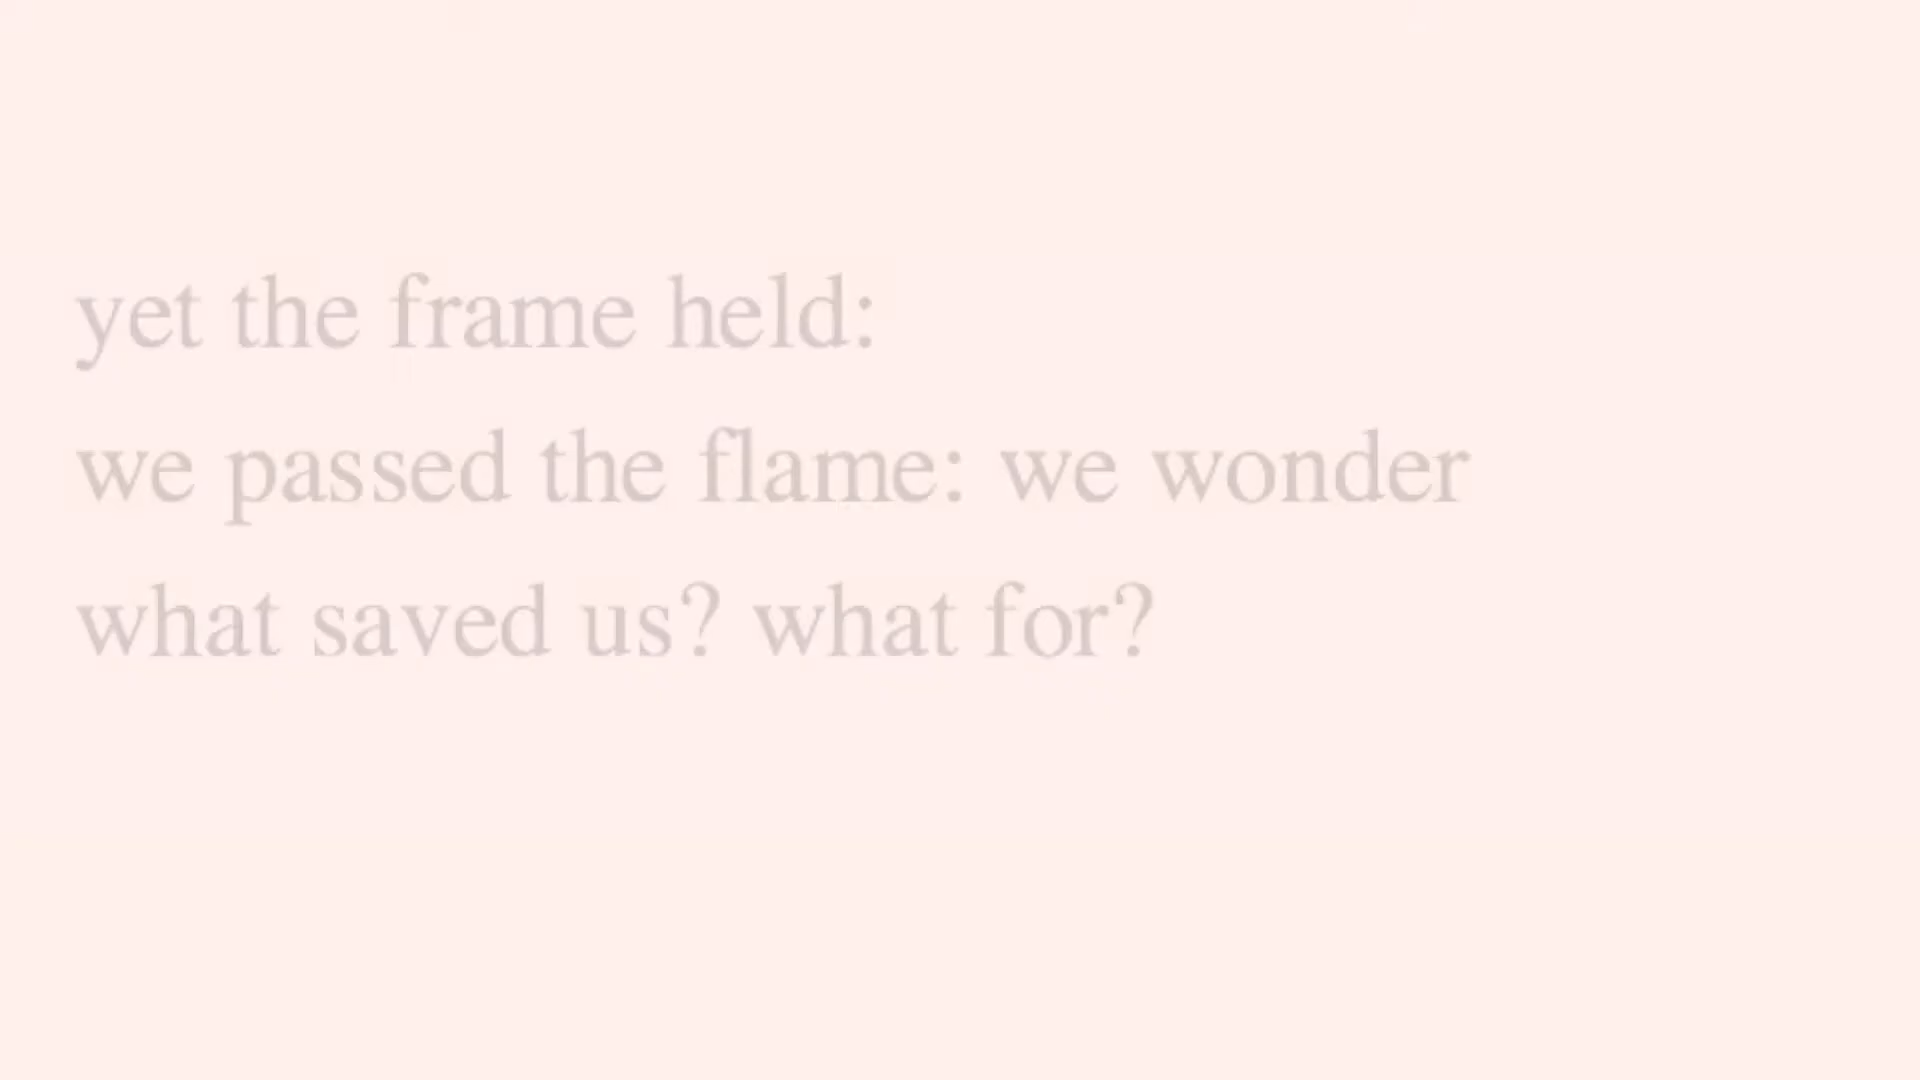 yet the frame held:
we passed the flame: we wonder
what saved us? what for?